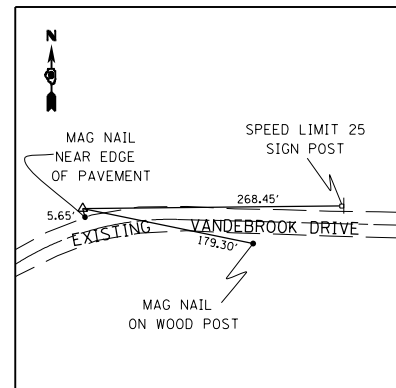 N
MAG NAIL
NEAR EDGE
OF PAVEMENT
SPEED LIMIT 25
SIGN POST
268.45'
5.65'
EXISTING VANDEBROOK DRIVE
179.30'
MAG NAIL
ON WOOD POST